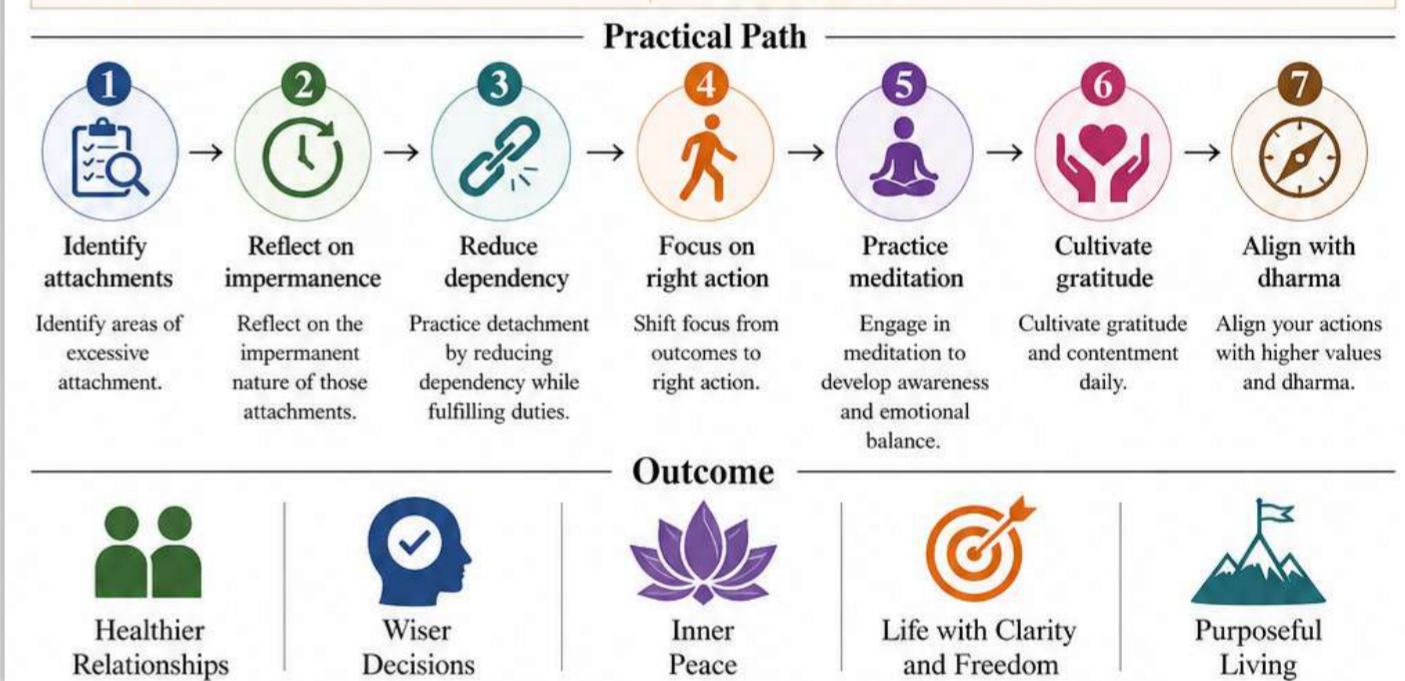 Practical Path
1
2
3
4
5
6
7
Identify
attachments
Identify areas of
excessive
attachment.
Reflect on
impermanence
Reflect on the
impermanent
nature of those
attachments.
Reduce
dependency
Practice detachment
by reducing
dependency while
fulfilling duties.
Focus on
right action
Shift focus from
outcomes to
right action.
Practice
meditation
Engage in
meditation to
develop awareness
and emotional
balance.
Cultivate
gratitude
Cultivate gratitude
and contentment
daily.
Align with
dharma
Align your actions
with higher values
and dharma.
Outcome
Healthier
Relationships
Wiser
Decisions
Inner
Peace
Life with Clarity
and Freedom
Purposeful
Living